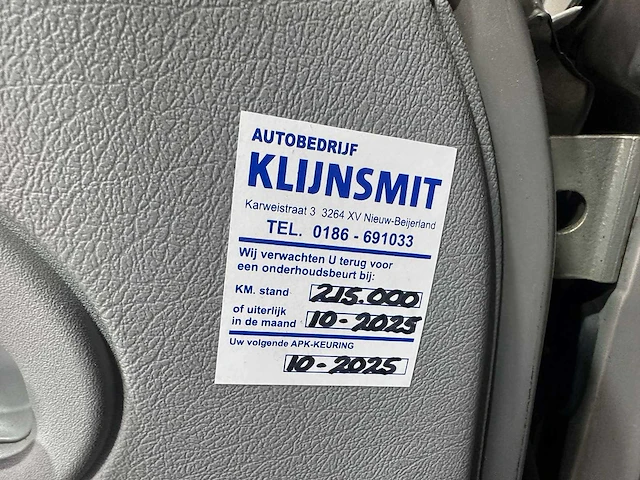 AUTOBEDRIJF
KLIJNSMIT
Karweistraat 3 3264 XV Nieuw-Beijerland
TEL. 0186 - 691033
Wij verwachten U terug voor
een onderhoudsbeurt bij:
KM. stand 215.000
of uiterlijk
in de maand 10-2025
Uw volgende APK-KEURING
10-2025